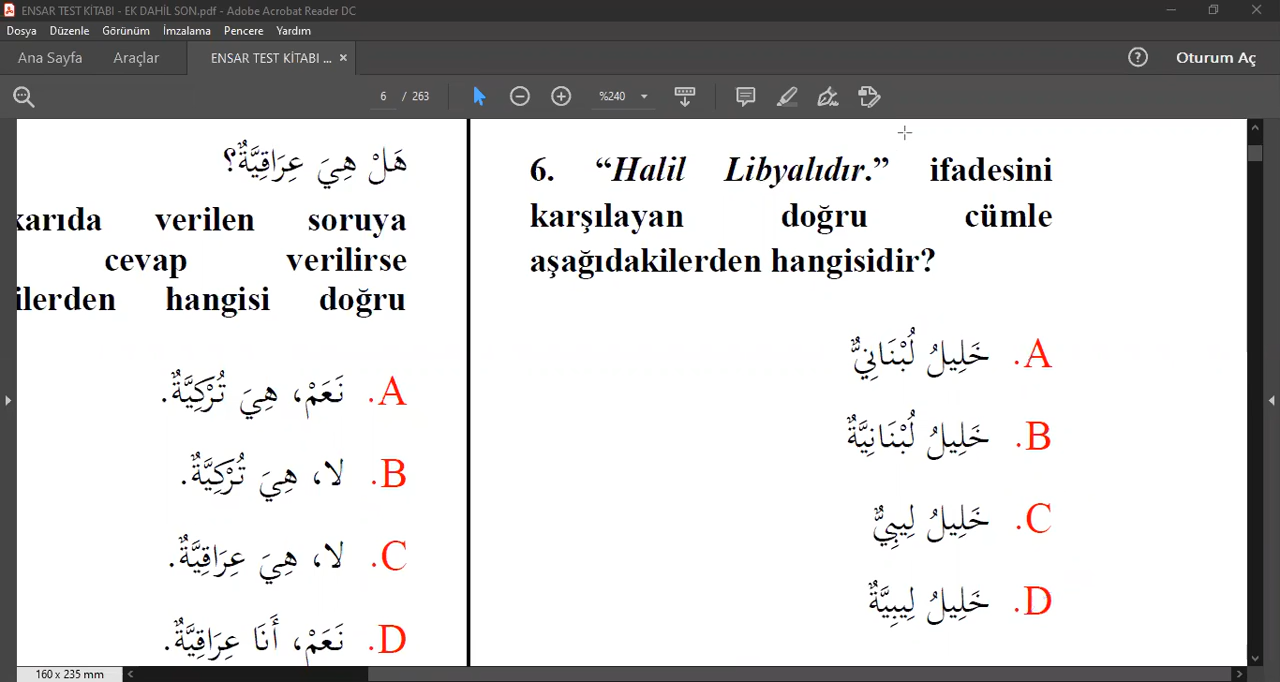 ENSAR TEST KİTABI - EK DAHİL SON.pdf - Adobe Acrobat Reader DC
Dosya Düzenle Görünüm İmzalama Pencere Yardım
Ana Sayfa Araçlar ENSAR TEST KİTABI ... × ? Oturum Aç
6 / 263 %240
هَلْ هِيَ عِرَاقِيَّةٌ؟
karıda verilen soruya
cevap verilirse
ilerden hangisi doğru
A. نَعَمْ، هِيَ تُرْكِيَّةٌ.
B. لا، هِيَ تُرْكِيَّةٌ.
C. لا، هِيَ عِرَاقِيَّةٌ.
D. نَعَمْ، أَنَا عِرَاقِيَّةٌ.
6. “Halil Libyalıdır.” ifadesini
karşılayan doğru cümle
aşağıdakilerden hangisidir?
A. خَلِيلُ لُبْنَانِيٌّ
B. خَلِيلُ لُبْنَانِيَّةٌ
C. خَلِيلُ لِيبِيٌّ
D. خَلِيلُ لِيبِيَّةٌ
160 x 235 mm